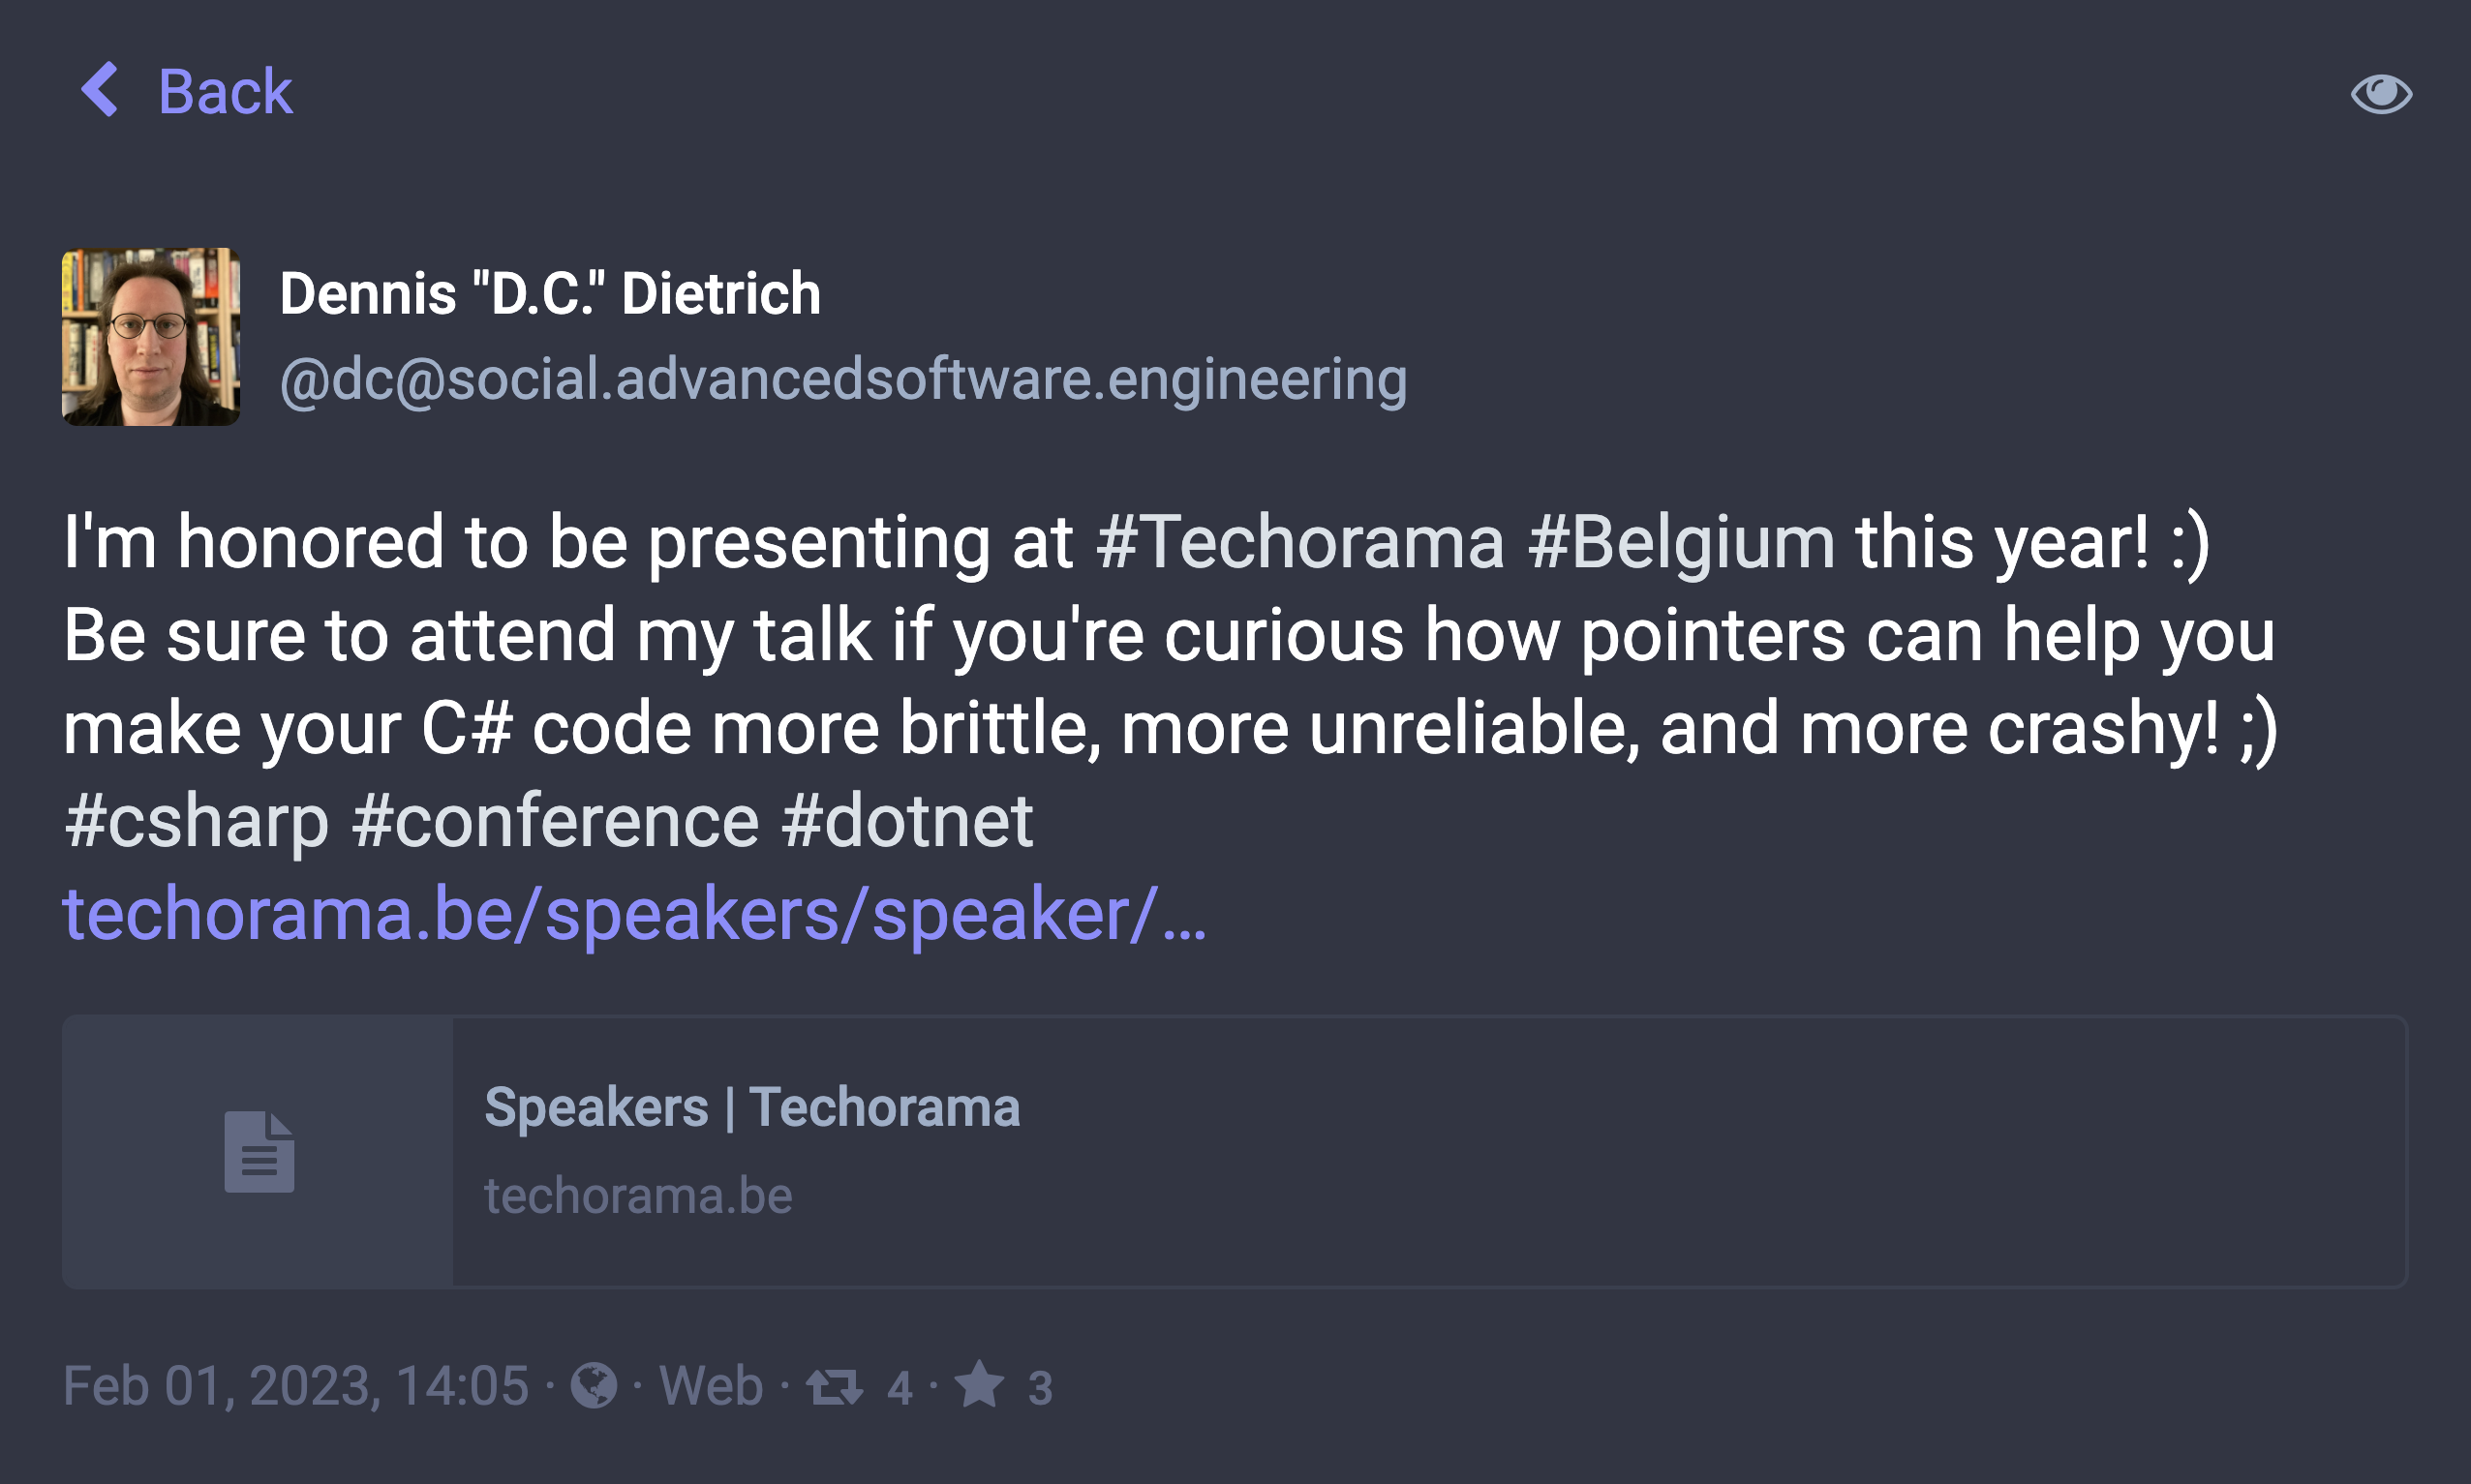 Back
Dennis "D.C." Dietrich
@dc@social.advancedsoftware.engineering
I'm honored to be presenting at #Techorama #Belgium this year! :)
Be sure to attend my talk if you're curious how pointers can help you
make your C# code more brittle, more unreliable, and more crashy! ;)
#csharp #conference #dotnet
techorama.be/speakers/speaker/…
Speakers | Techorama
techorama.be
Feb 01, 2023, 14:05 · · Web · 4 · 3